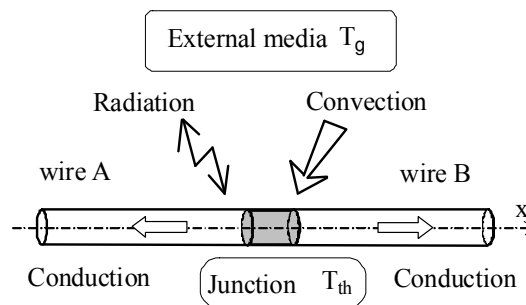 External media T_g
Radiation Convection
wire A wire B
x
Conduction Junction T_th Conduction